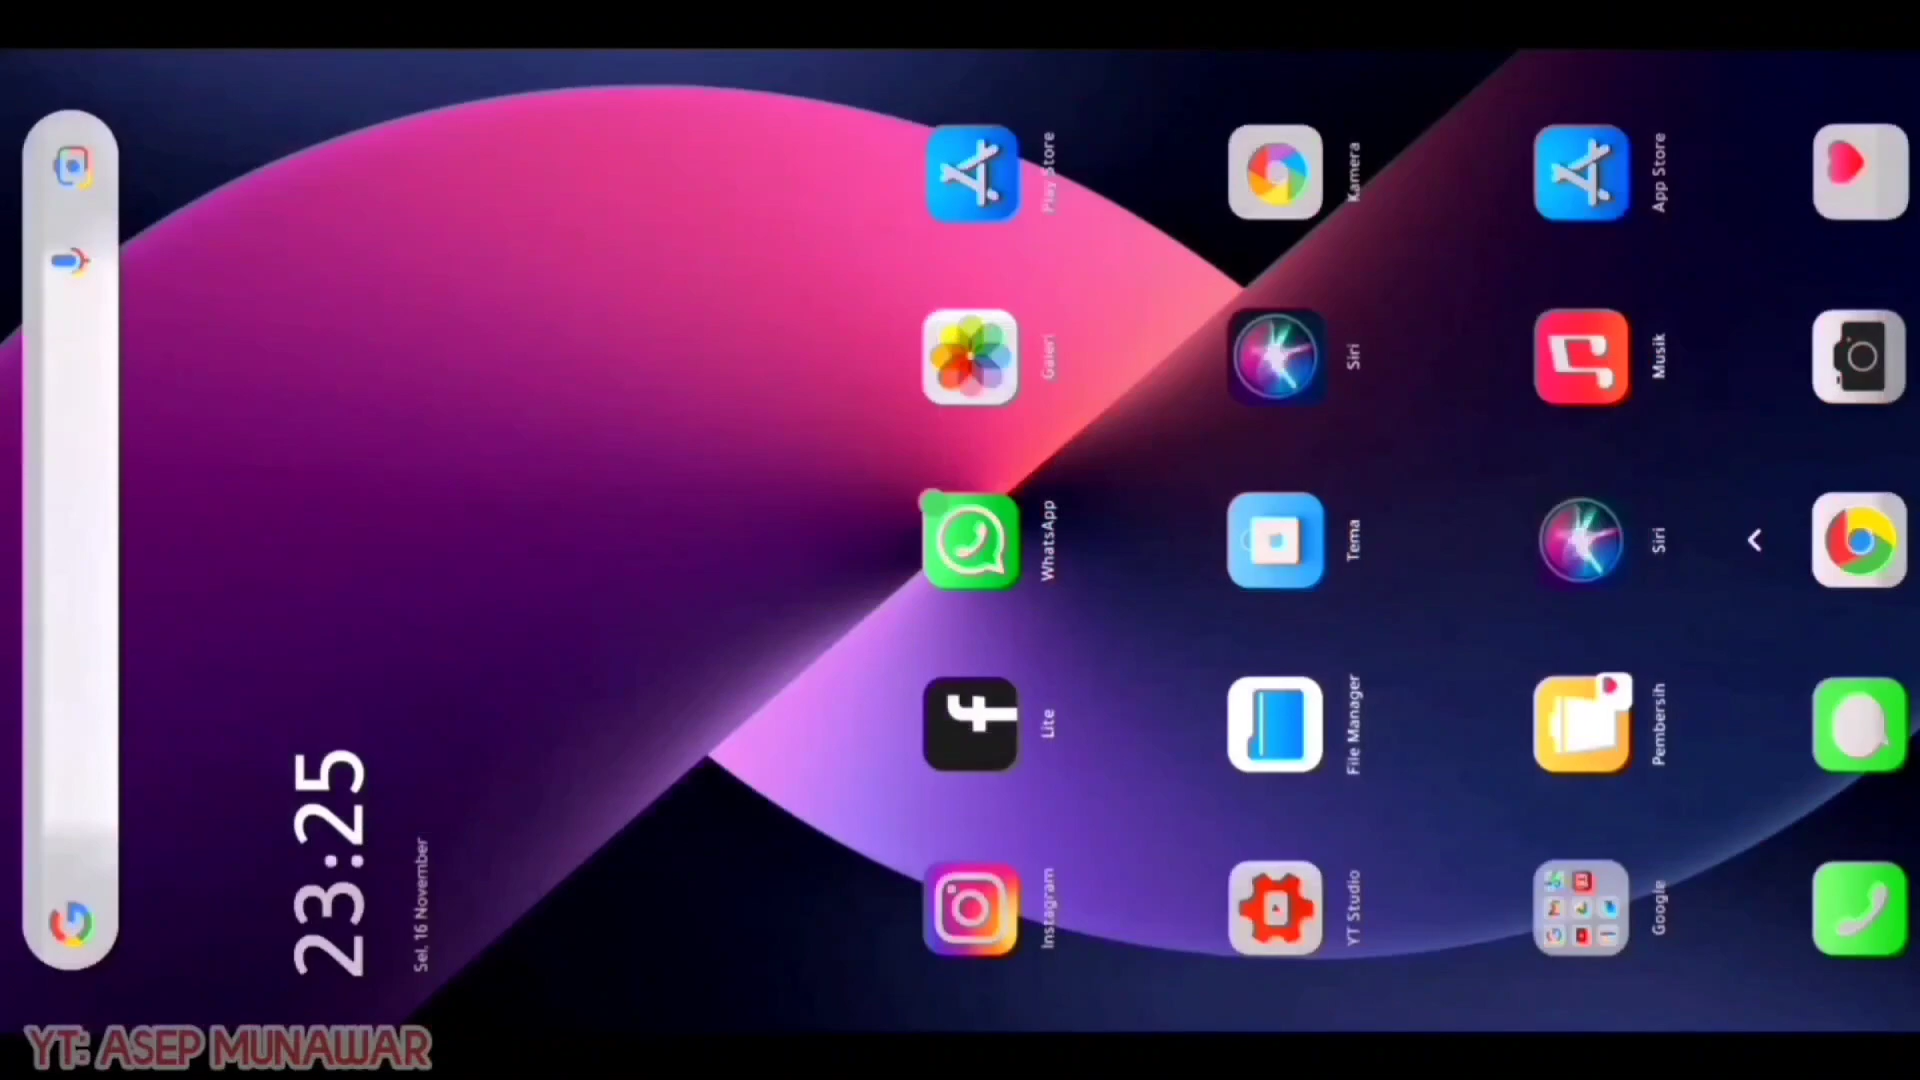 23:25
Sel, 16 November
Instagram
Lite
WhatsApp
Galeri
Play Store
YT Studio
File Manager
Tema
Siri
Kamera
Google
Pembersih
Siri
Musik
App Store
YT: ASEP MUNAWAR